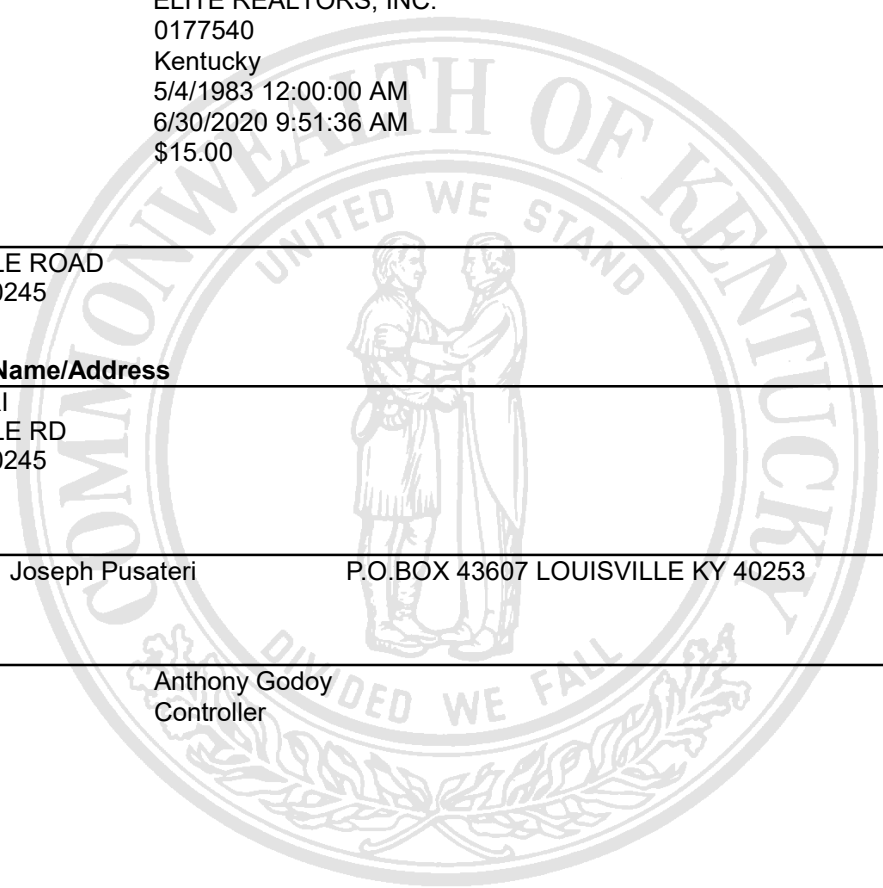 ELITE REALTORS, INC.
0177540
Kentucky
5/4/1983 12:00:00 AM
6/30/2020 9:51:36 AM
$15.00
LE ROAD
0245
Name/Address
I
LE RD
0245
Joseph Pusateri P.O.BOX 43607 LOUISVILLE KY 40253
Anthony Godoy
Controller
COMMONWEALTH OF KENTUCKY
UNITED WE STAND
DIVIDED WE FALL